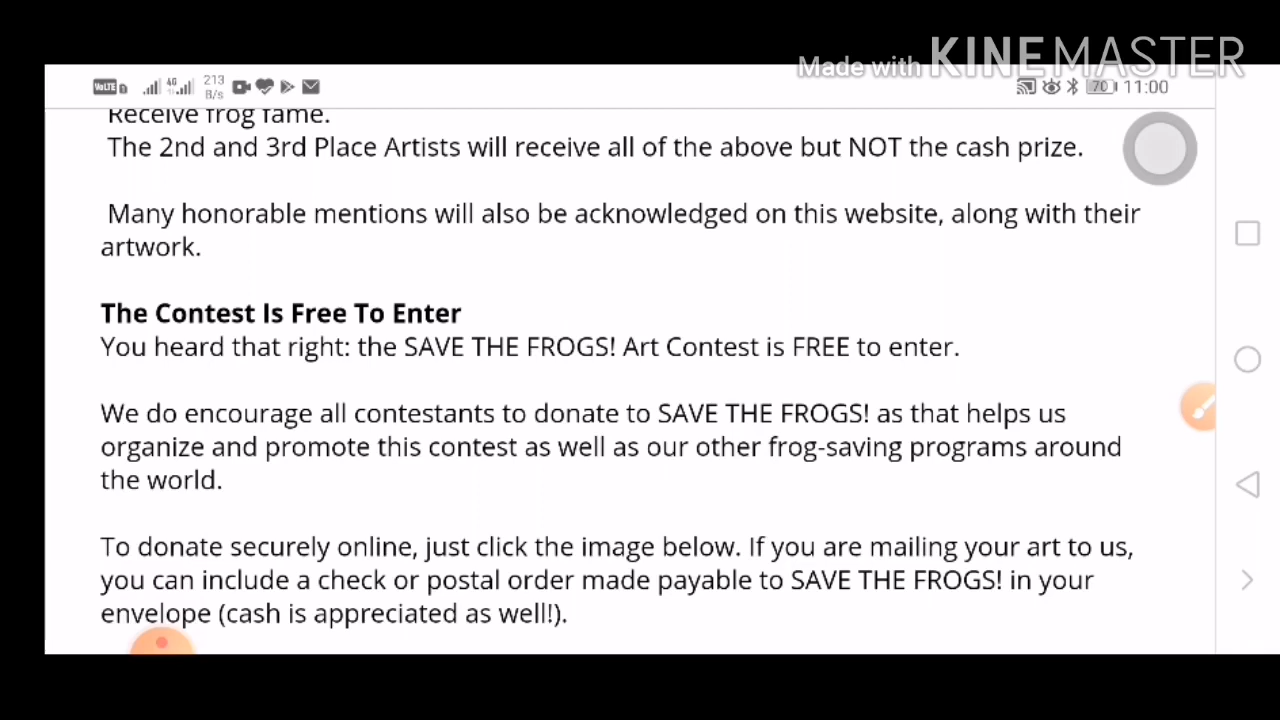 Made with KINEMASTER
VoLTE 4G 213 B/s 70 11:00
Receive frog fame.
The 2nd and 3rd Place Artists will receive all of the above but NOT the cash prize.
Many honorable mentions will also be acknowledged on this website, along with their
artwork.
The Contest Is Free To Enter
You heard that right: the SAVE THE FROGS! Art Contest is FREE to enter.
We do encourage all contestants to donate to SAVE THE FROGS! as that helps us
organize and promote this contest as well as our other frog-saving programs around
the world.
To donate securely online, just click the image below. If you are mailing your art to us,
you can include a check or postal order made payable to SAVE THE FROGS! in your
envelope (cash is appreciated as well!).